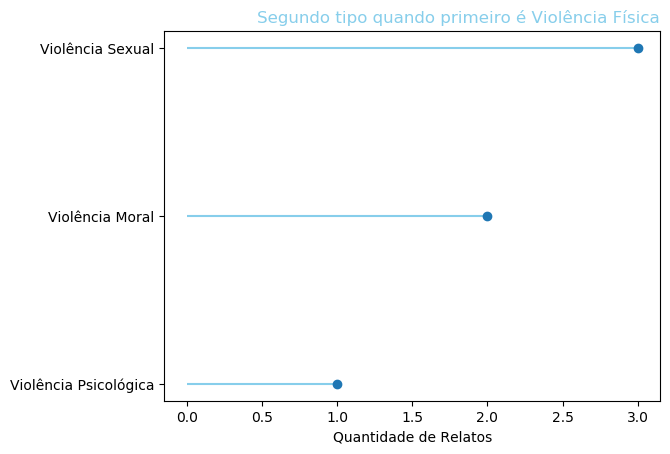 Segundo tipo quando primeiro é Violência Física
Violência Sexual
Violência Moral
Violência Psicológica
0.0 0.5 1.0 1.5 2.0 2.5 3.0
Quantidade de Relatos